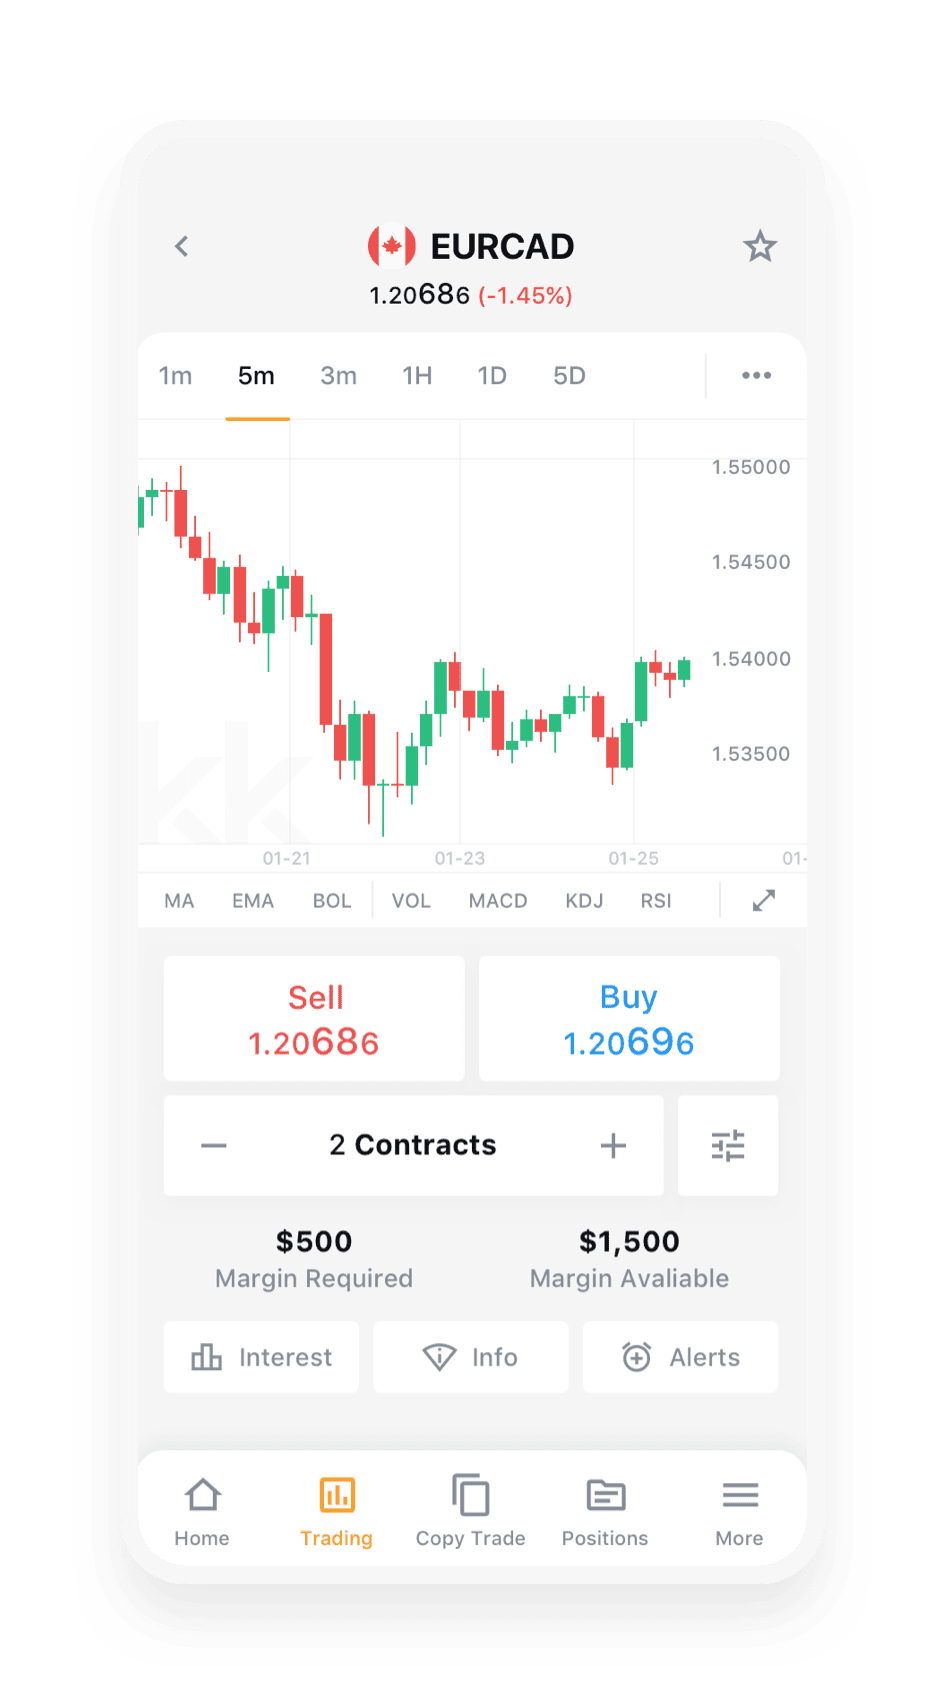 EURCAD
1.20686 (-1.45%)
1m 5m 3m 1H 1D 5D
1.55000
1.54500
1.54000
1.53500
kk
01-21 01-23 01-25 01-
MA EMA BOL VOL MACD KDJ RSI
Sell Buy
1.20686 1.20696
2 Contracts
$500 $1,500
Margin Required Margin Avaliable
Interest Info Alerts
Home Trading Copy Trade Positions More